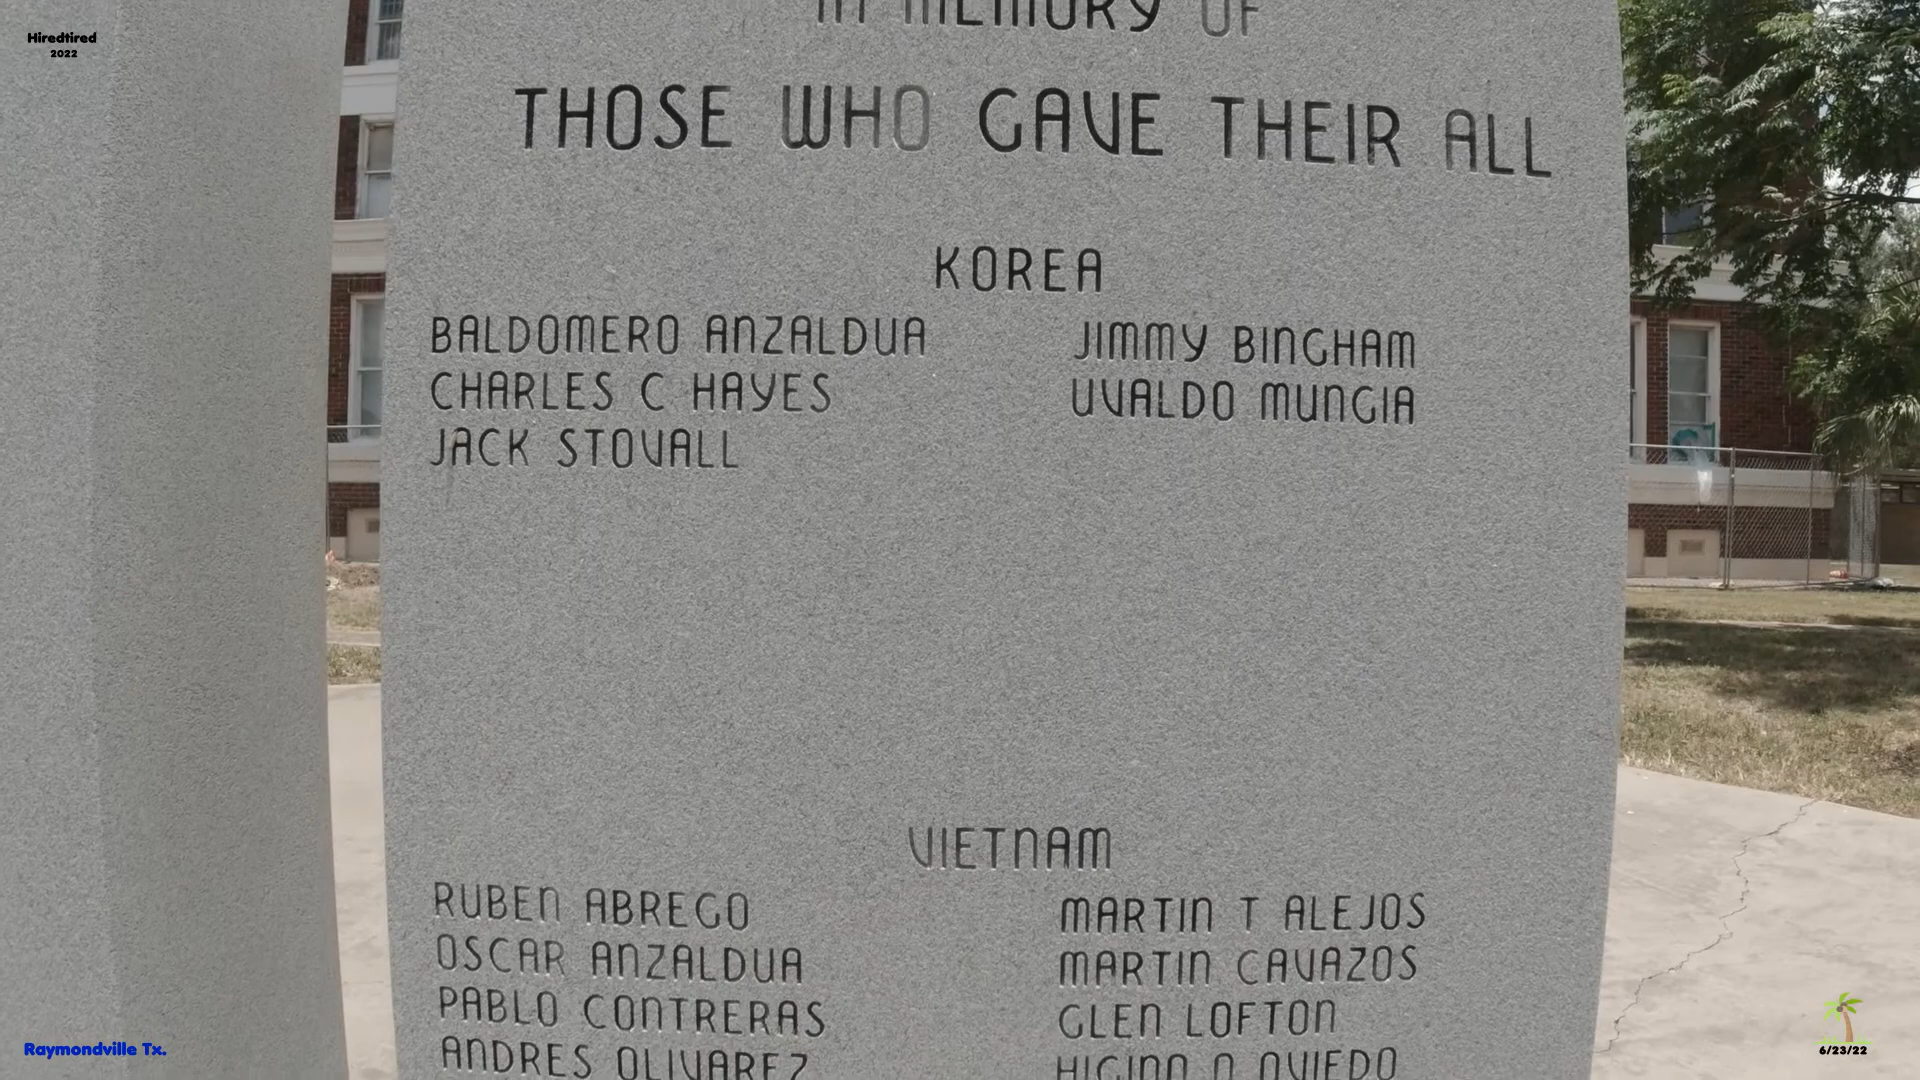 Hiredtired
2022
IN MEMORY OF
THOSE WHO GAVE THEIR ALL
KOREA
BALDOMERO ANZALDUA
CHARLES C HAYES
JACK STOVALL
JIMMY BINGHAM
UVALDO MUNGIA
VIETNAM
RUBEN ABREGO
OSCAR ANZALDUA
PABLO CONTRERAS
ANDRES OLIVAREZ
MARTIN T ALEJOS
MARTIN CAVAZOS
GLEN LOFTON
HIGINO O OVIEDO
Raymondville Tx.
6/23/22